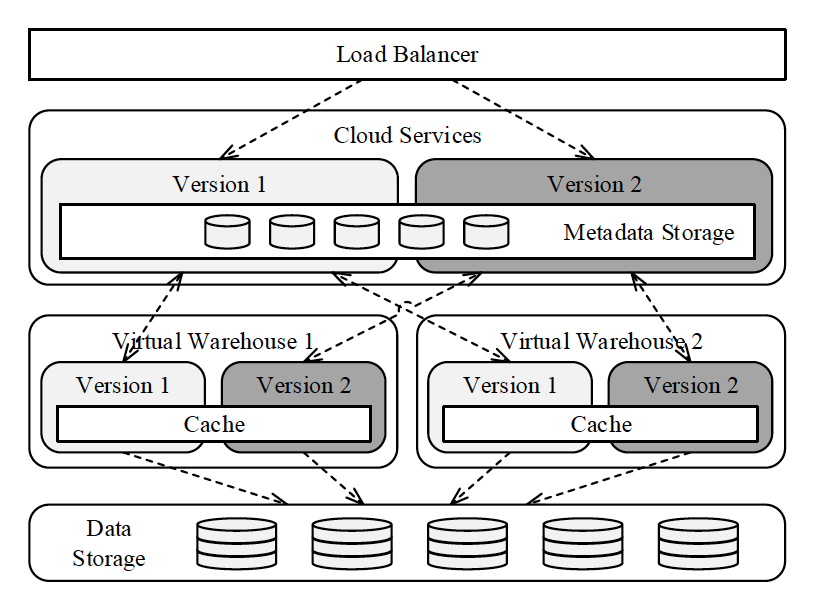 Load Balancer
Cloud Services
Version 1
Version 2
Metadata Storage
Virtual Warehouse 1
Virtual Warehouse 2
Version 1
Version 2
Version 1
Version 2
Cache
Cache
Data
Storage